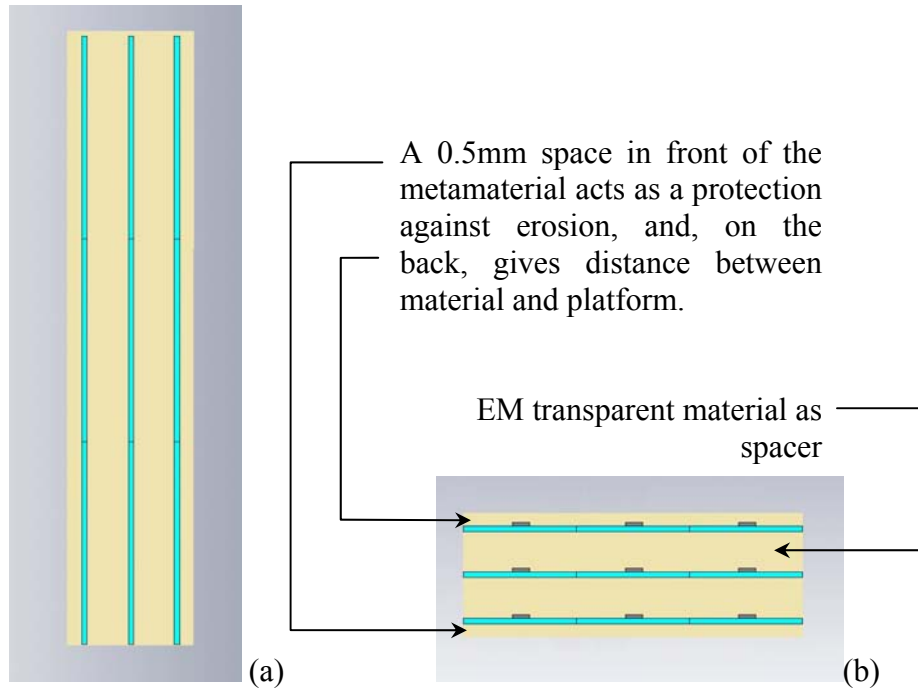 A 0.5mm space in front of the
metamaterial acts as a protection
against erosion, and, on the
back, gives distance between
material and platform.
EM transparent material as
spacer
(a)
(b)